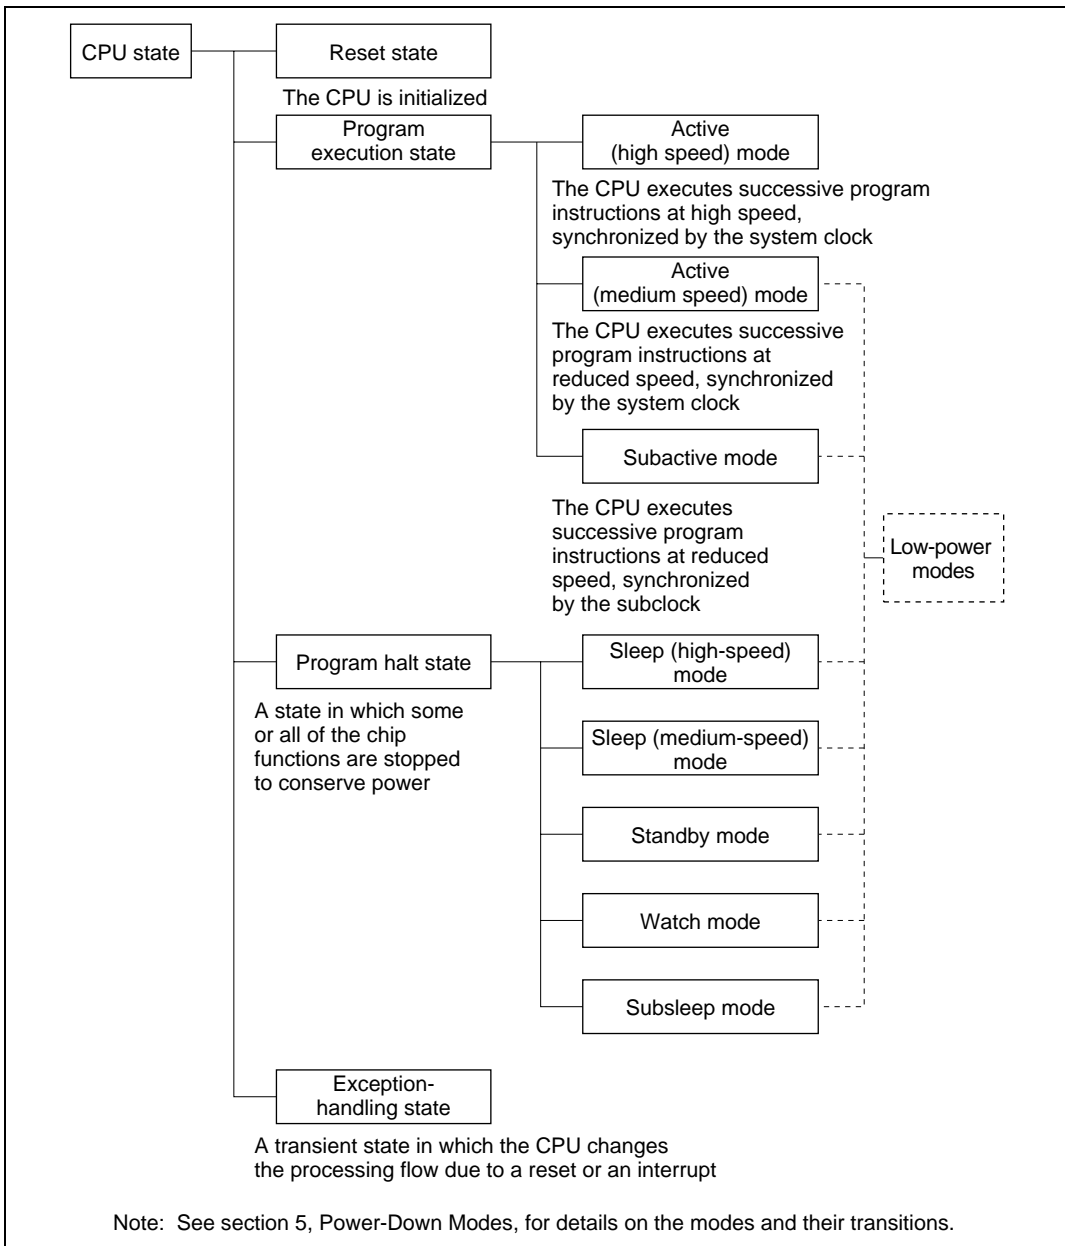 CPU state
Reset state
The CPU is initialized
Program
execution state
Active
(high speed) mode
The CPU executes successive program
instructions at high speed,
synchronized by the system clock
Active
(medium speed) mode
The CPU executes successive
program instructions at
reduced speed, synchronized
by the system clock
Subactive mode
The CPU executes
successive program
instructions at reduced
speed, synchronized
by the subclock
Low-power
modes
Program halt state
A state in which some
or all of the chip
functions are stopped
to conserve power
Sleep (high-speed)
mode
Sleep (medium-speed)
mode
Standby mode
Watch mode
Subsleep mode
Exception-
handling state
A transient state in which the CPU changes
the processing flow due to a reset or an interrupt
Note: See section 5, Power-Down Modes, for details on the modes and their transitions.